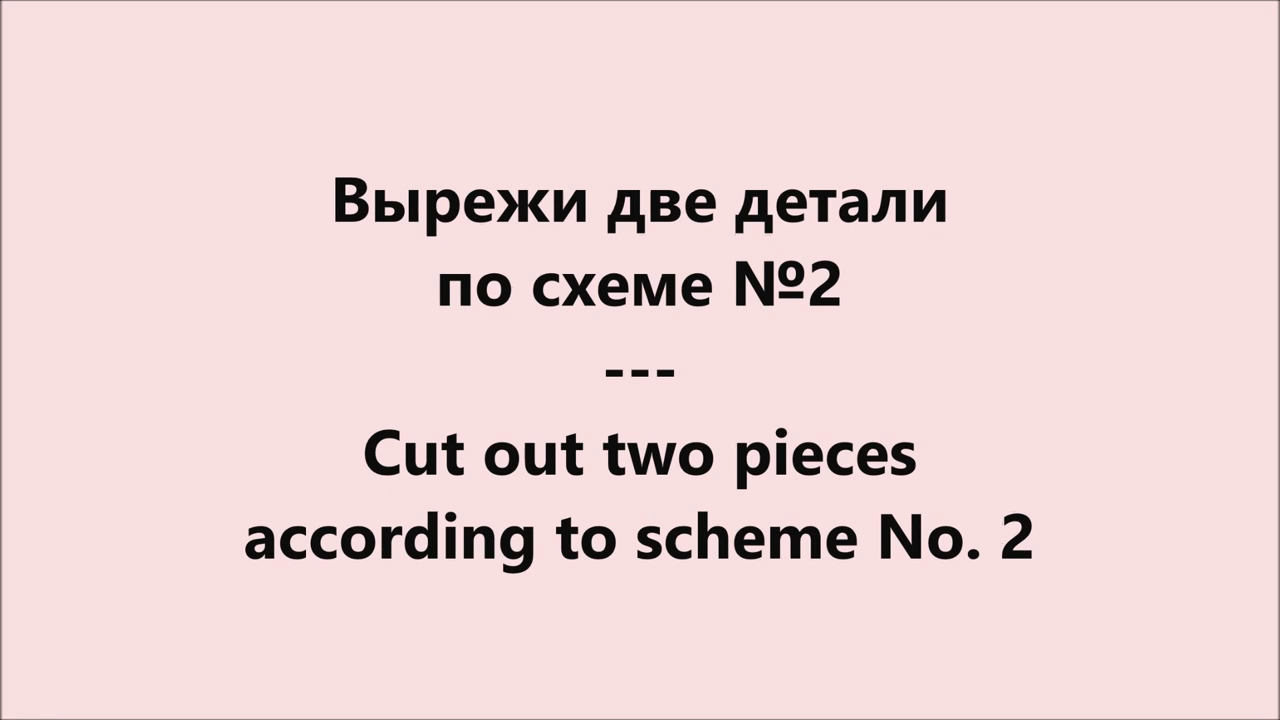 Вырежи две детали
по схеме №2
---
Cut out two pieces
according to scheme No. 2